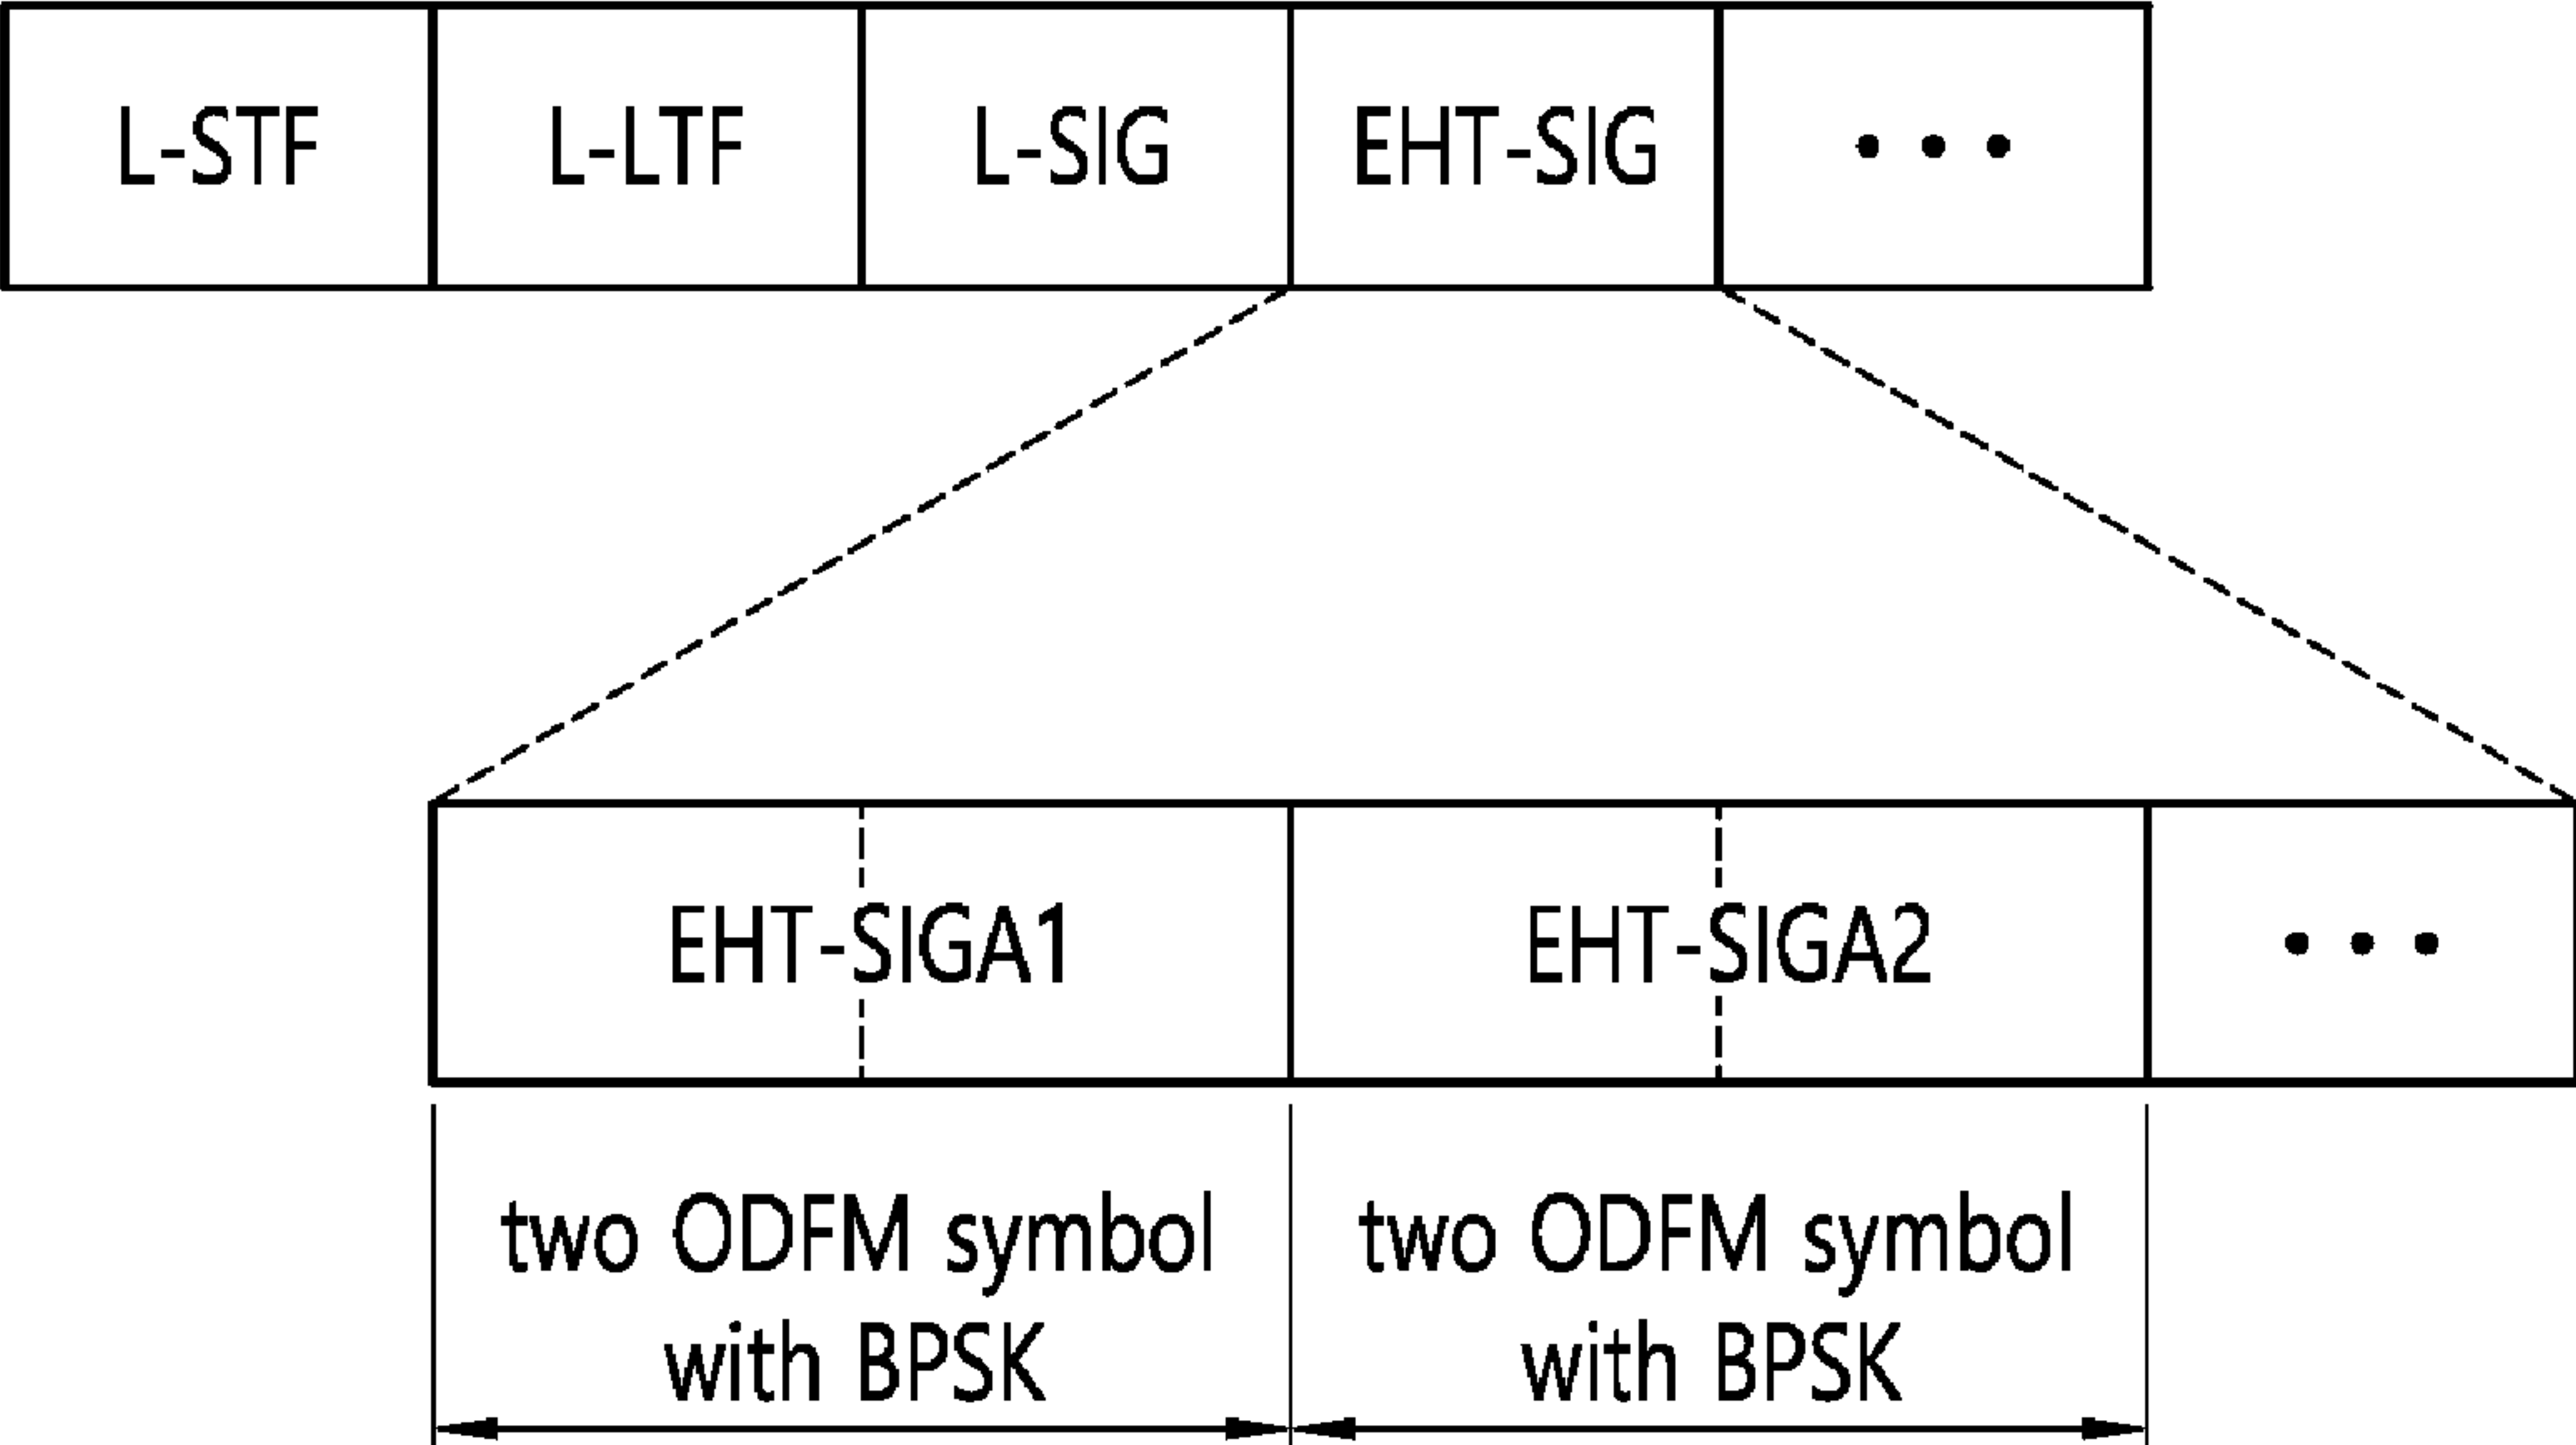 L-STF L-LTF L-SIG EHT-SIG •••
EHT-SIGA1 EHT-SIGA2 •••
two ODFM symbol two ODFM symbol
with BPSK with BPSK